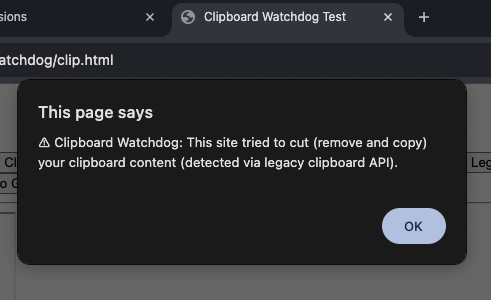 sions
Clipboard Watchdog Test
atchdog/clip.html
This page says
⚠ Clipboard Watchdog: This site tried to cut (remove and copy)
your clipboard content (detected via legacy clipboard API).
Cl
Leg
o G
OK